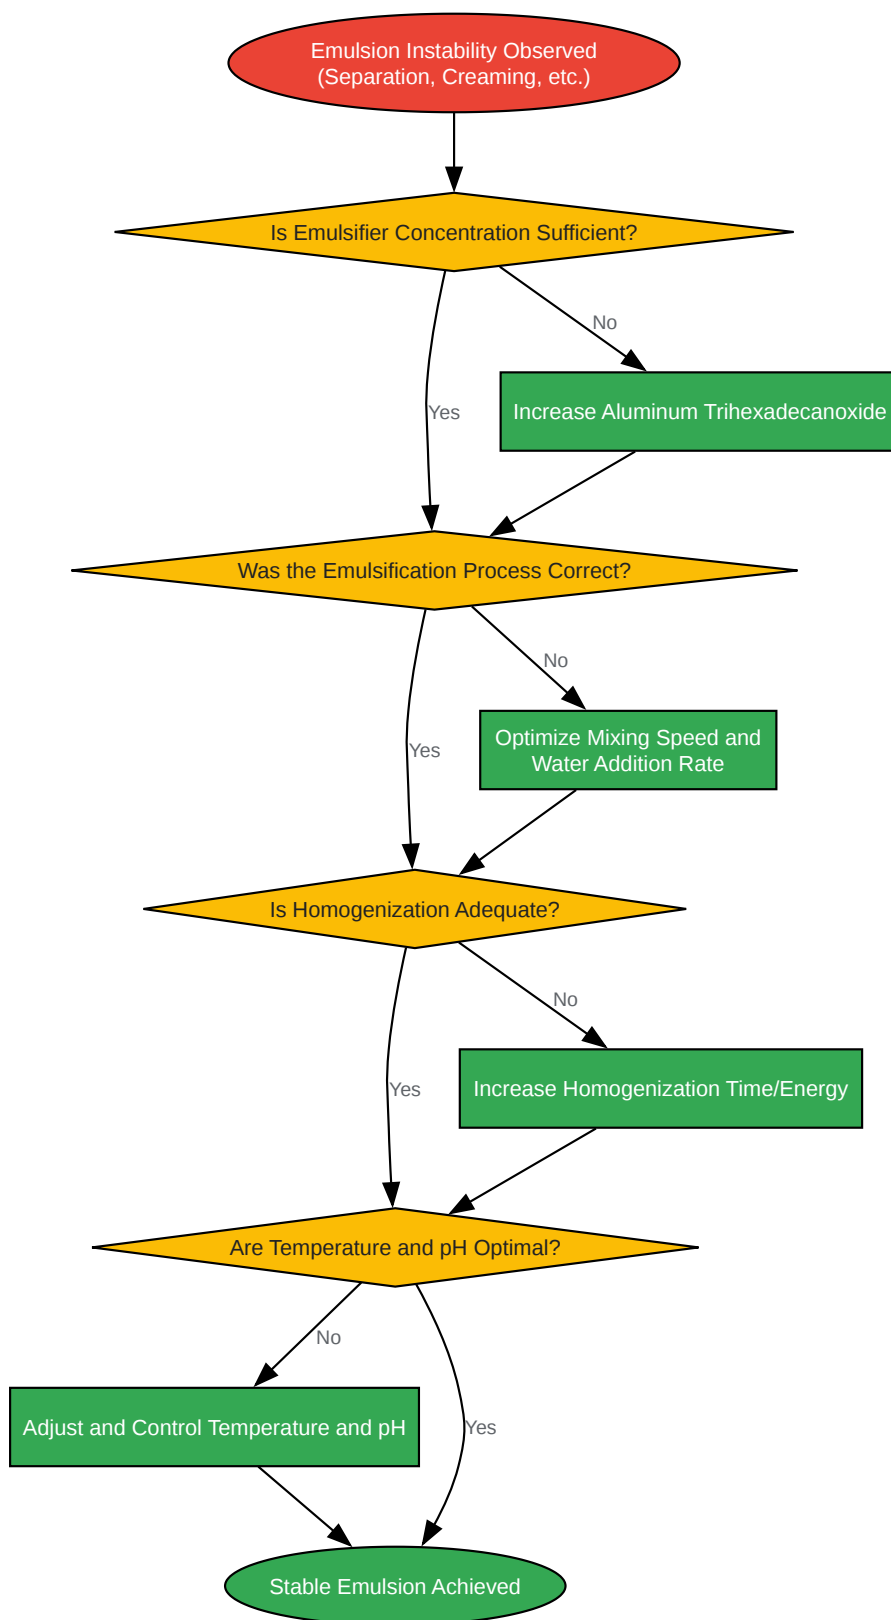 Emulsion Instability Observed
(Separation, Creaming, etc.)
Is Emulsifier Concentration Sufficient?
No
Yes
Increase Aluminum Trihexadecanoxide
Was the Emulsification Process Correct?
No
Yes
Optimize Mixing Speed and
Water Addition Rate
Is Homogenization Adequate?
No
Yes
Increase Homogenization Time/Energy
Are Temperature and pH Optimal?
No
Yes
Adjust and Control Temperature and pH
Stable Emulsion Achieved